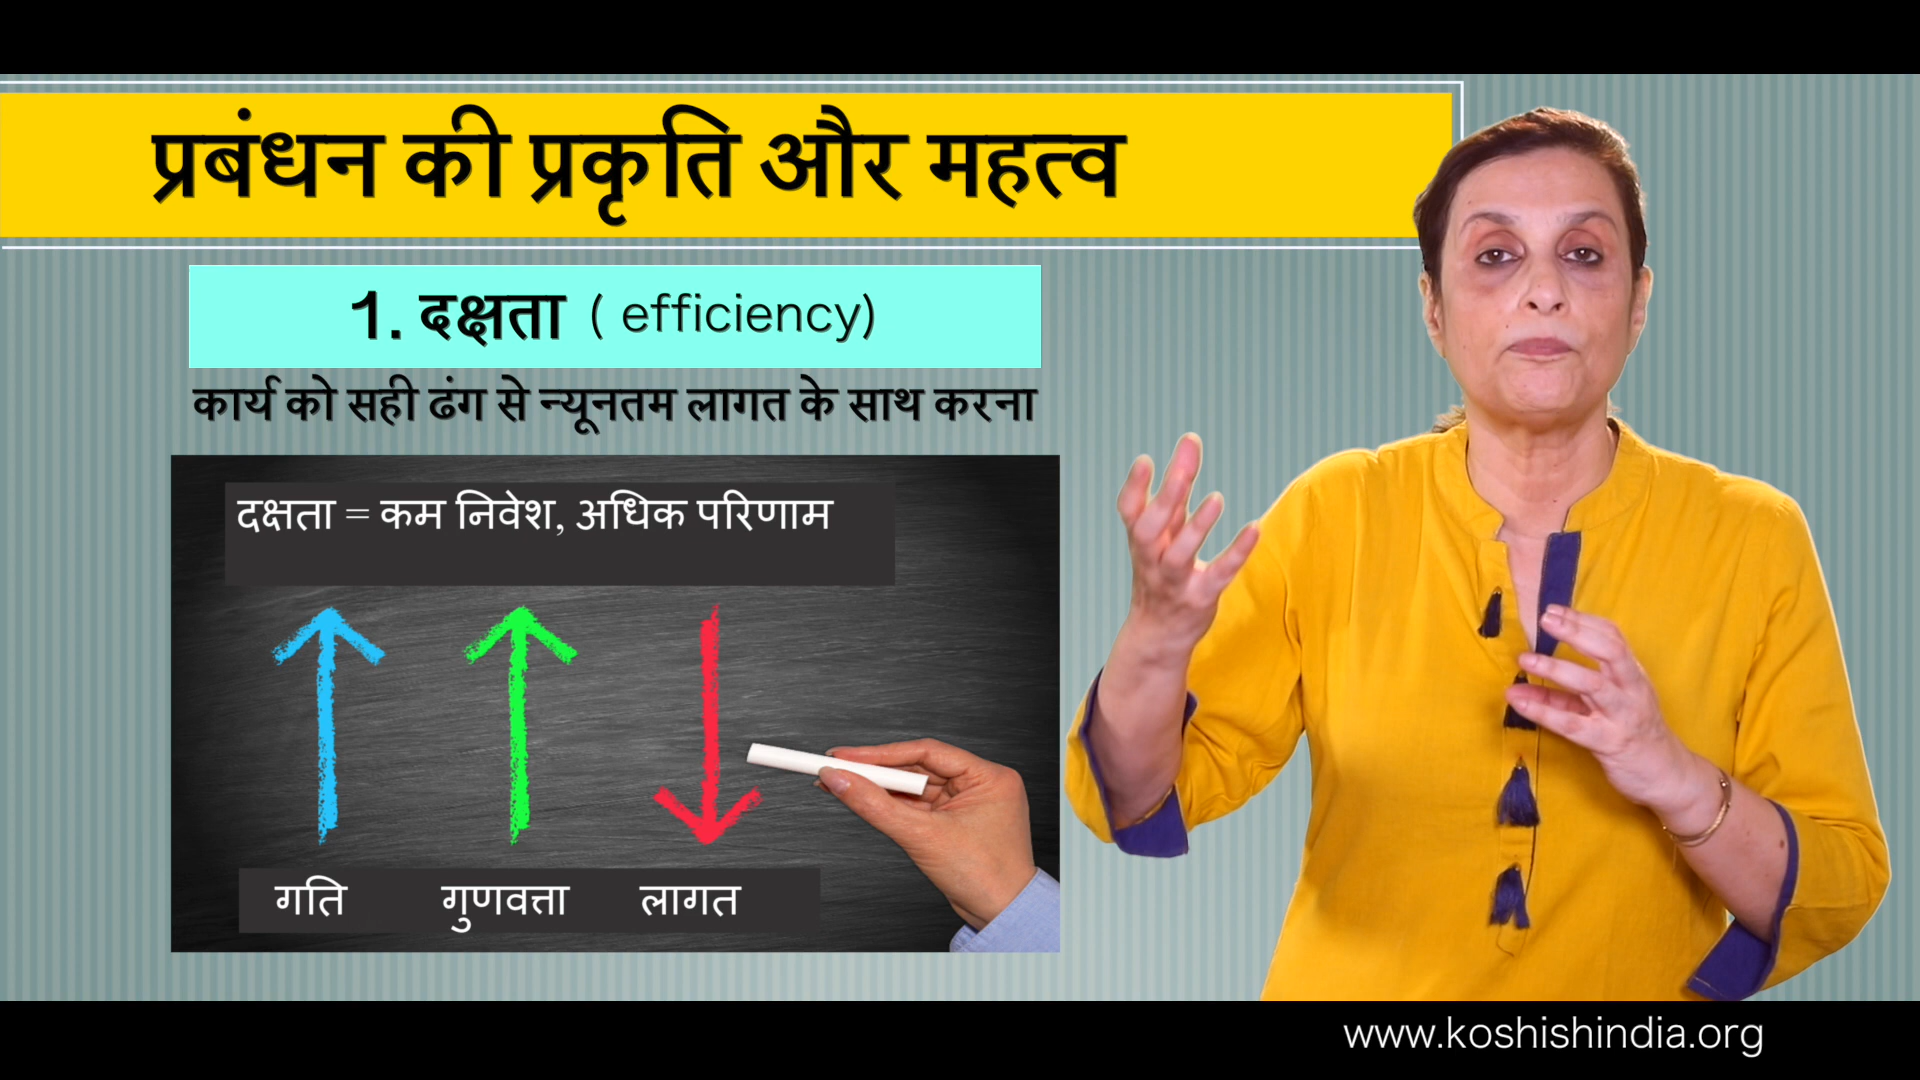 प्रबंधन की प्रकृति और महत्व
1. दक्षता ( efficiency)
कार्य को सही ढंग से न्यूनतम लागत के साथ करना
दक्षता = कम निवेश, अधिक परिणाम
गति गुणवत्ता लागत
www.koshishindia.org